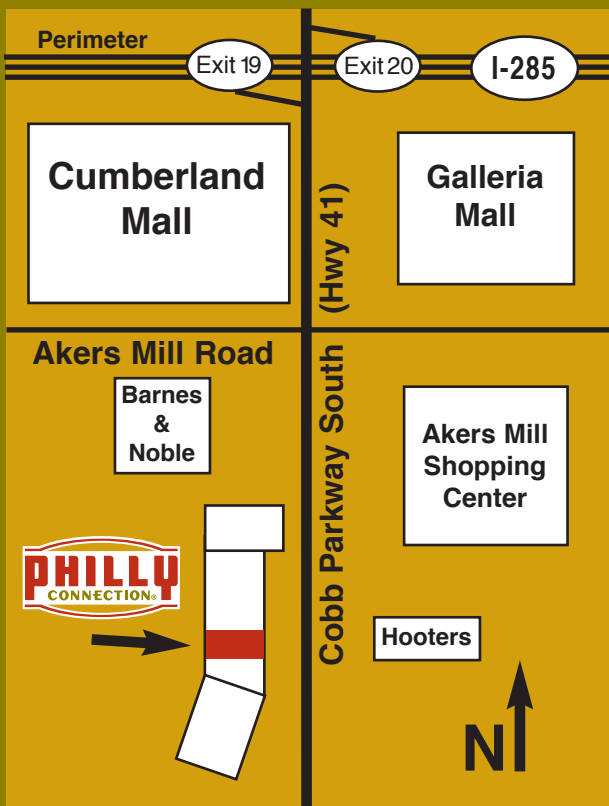 Perimeter
Exit 19
Exit 20
I-285
Cumberland
Mall
Galleria
Mall
(Hwy 41)
Akers Mill Road
Barnes
&
Noble
Cobb Parkway South
Akers Mill
Shopping
Center
PHILLY
CONNECTION®
Hooters
N